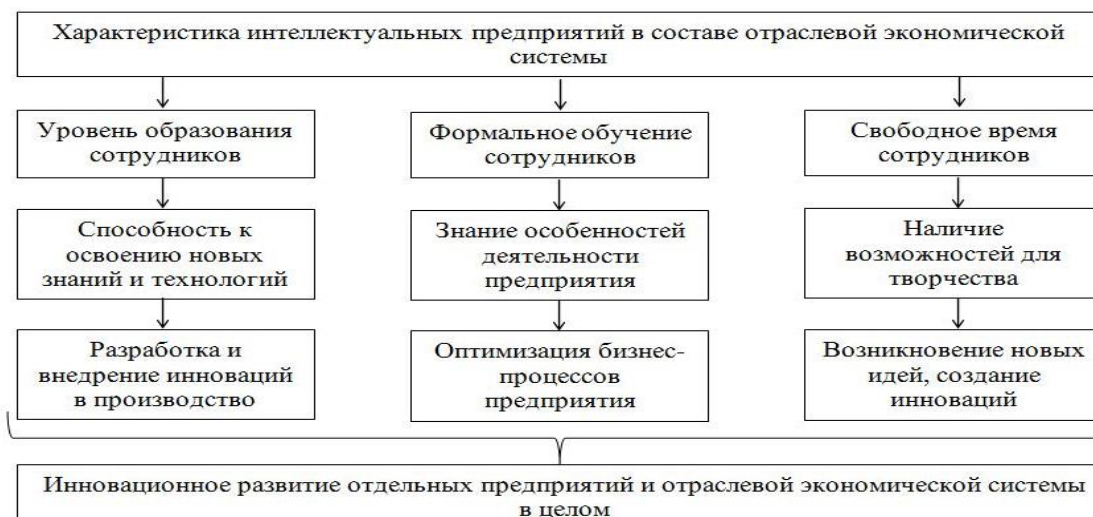 Характеристика интеллектуальных предприятий в составе отраслевой экономической
системы
Уровень образования
сотрудников
Формальное обучение
сотрудников
Свободное время
сотрудников
Способность к
освоению новых
знаний и технологий
Знание особенностей
деятельности
предприятия
Наличие
возможностей для
творчества
Разработка и
внедрение инноваций
в производство
Оптимизация бизнес-
процессов
предприятия
Возникновение новых
идей, создание
инноваций
Инновационное развитие отдельных предприятий и отраслевой экономической системы
в целом